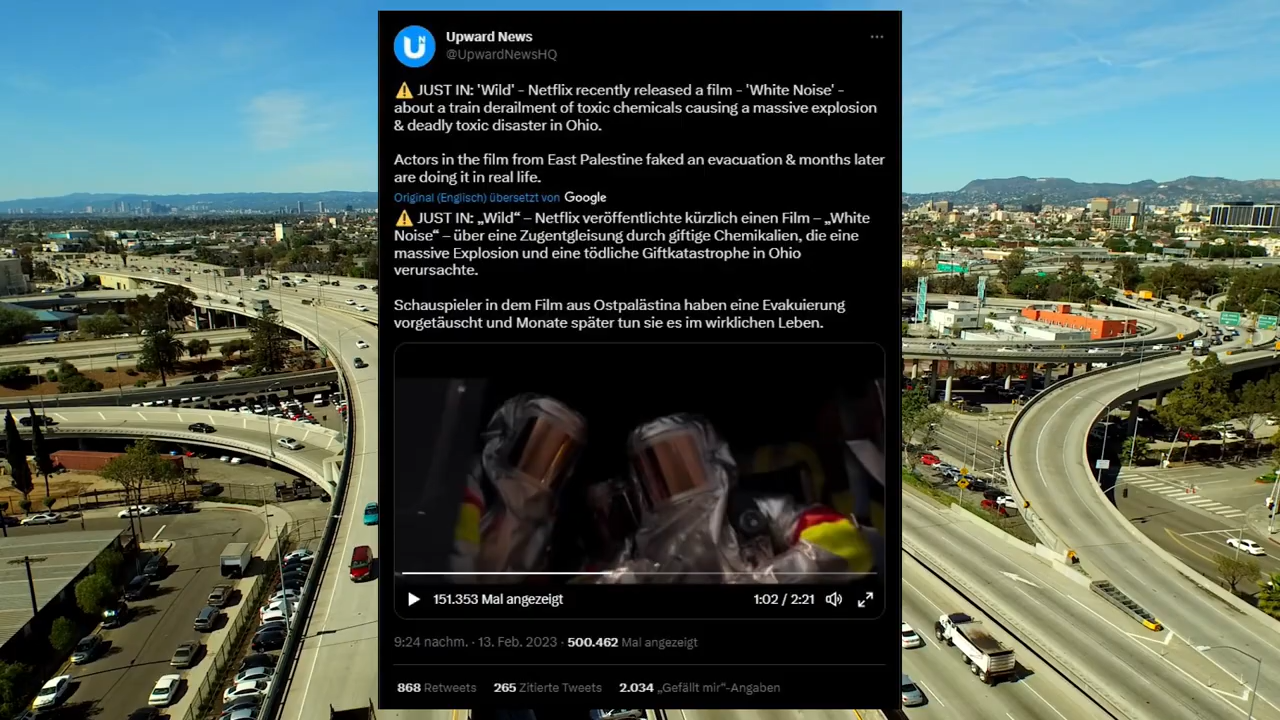 Upward News
@UpwardNewsHQ
⚠️ JUST IN: 'Wild' - Netflix recently released a film - 'White Noise' -
about a train derailment of toxic chemicals causing a massive explosion
& deadly toxic disaster in Ohio.
Actors in the film from East Palestine faked an evacuation & months later
are doing it in real life.
Original (Englisch) übersetzt von Google
⚠️ JUST IN: „Wild“ – Netflix veröffentlichte kürzlich einen Film – „White
Noise“ – über eine Zugentgleisung durch giftige Chemikalien, die eine
massive Explosion und eine tödliche Giftkatastrophe in Ohio
verursachte.
Schauspieler in dem Film aus Ostpalästina haben eine Evakuierung
vorgetäuscht und Monate später tun sie es im wirklichen Leben.
151.353 Mal angezeigt 1:02 / 2:21
9:24 nachm. · 13. Feb. 2023 · 500.462 Mal angezeigt
868 Retweets 265 Zitierte Tweets 2.034 „Gefällt mir“-Angaben